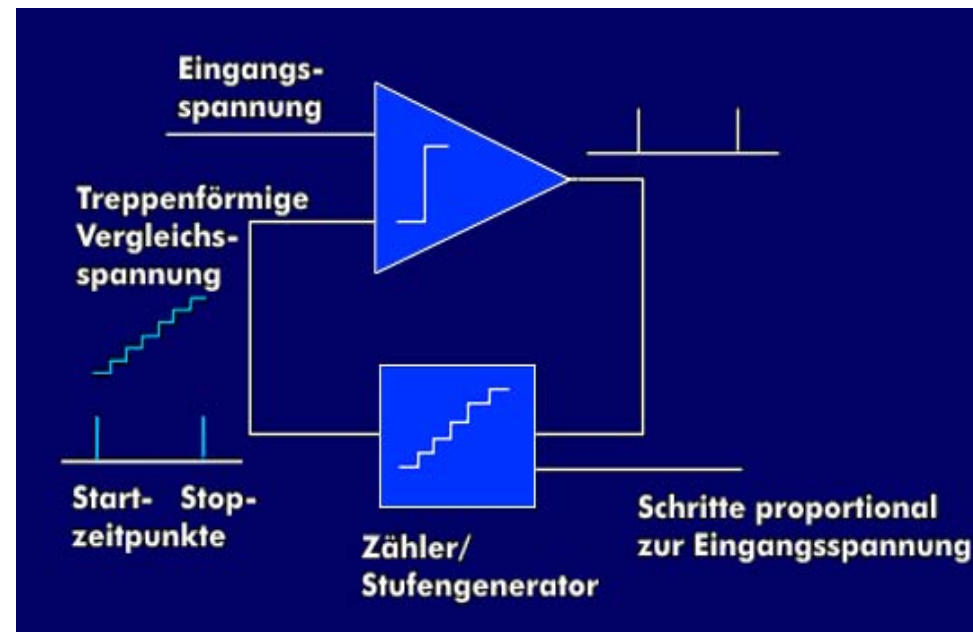 Eingangs-
spannung
Treppenförmige
Vergleichs-
spannung
Start- Stop-
zeitpunkte
Zähler/
Stufengenerator
Schritte proportional
zur Eingangsspannung